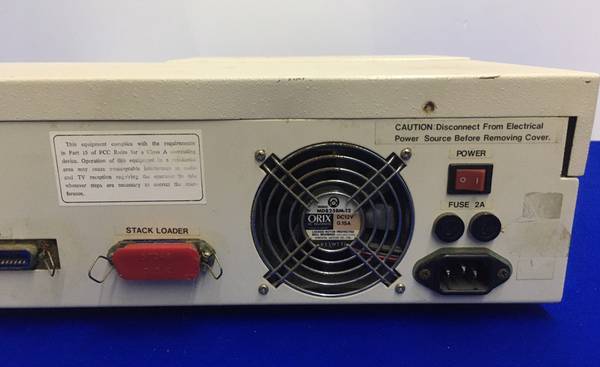 This equipment complies with the requirements
in Part 15 of FCC Rules for a Class A computing
device. Operation of this equipment in a residential
area may cause unacceptable interference to radio
and TV reception requiring the operator to take
whatever steps are necessary to correct the inter-
ference.
CAUTION: Disconnect From Electrical
Power Source Before Removing Cover.
POWER
FUSE 2A
STACK LOADER
ORIX
DC12V
0.15A